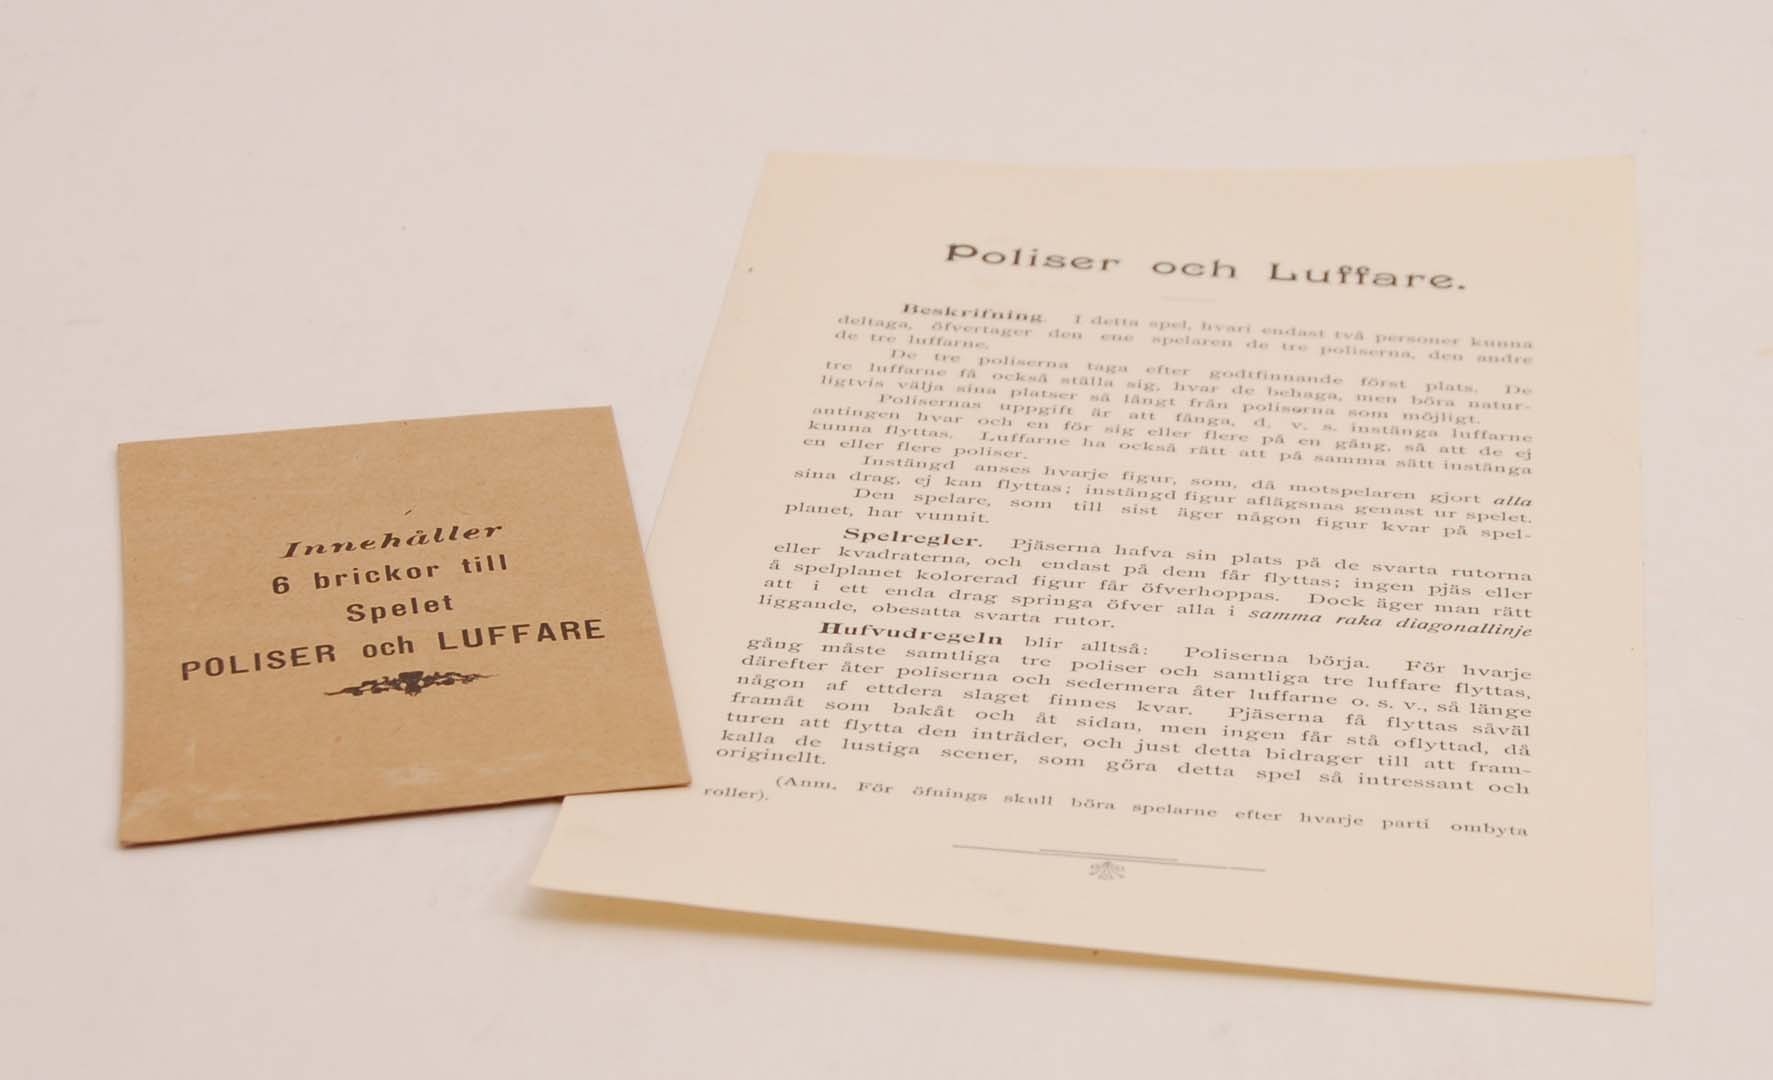 Innehåller
6 brickor till
Spelet
POLISER och LUFFARE
Poliser och Luffare.
Beskrifning. I detta spel, hvari endast två personer kunna
deltaga, öfvertager den ene spelaren de tre poliserna, den andre
de tre luffarne.
De tre poliserna taga efter godtfinnande först plats. De
tre luffarne få också ställa sig, hvar de behaga, men böra natur-
ligtvis välja sina platser så långt från poliserna som möjligt.
Polisernas uppgift är att fånga, d. v. s. instänga luffarne
antingen hvar och en för sig eller flere på en gång, så att de ej
kunna flyttas. Luffarne ha också rätt att på samma sätt instänga
en eller flere poliser.
Instängd anses hvarje figur, som, då motspelaren gjort alla
sina drag, ej kan flyttas; instängd figur aflägsnas genast ur spelet.
Den spelare, som till sist äger någon figur kvar på spel-
planet, har vunnit.
Spelregler. Pjäserna hafva sin plats på de svarta rutorna
eller kvadraterna, och endast på dem får flyttas; ingen pjäs eller
å spelplanet kolorerad figur får öfverhoppas. Dock äger man rätt
att i ett enda drag springa öfver alla i samma raka diagonallinje
liggande, obesatta svarta rutor.
Hufvudregeln blir alltså: Poliserna börja. För hvarje
gång måste samtliga tre poliser och samtliga tre luffare flyttas,
därefter åter poliserna och sedermera åter luffarne o. s. v., så länge
någon af ettdera slaget finnes kvar. Pjäserna få flyttas såväl
framåt som bakåt och åt sidan, men ingen får stå oflyttad, då
turen att flytta den inträder, och just detta bidrager till att fram-
kalla de lustiga scener, som göra detta spel så intressant och
originellt.
(Anm. För öfnings skull böra spelarne efter hvarje parti ombyta
roller).